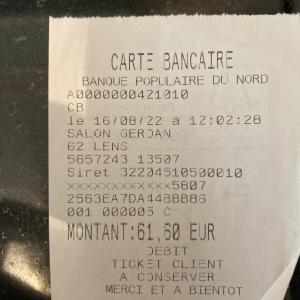 CARTE BANCAIRE
BANQUE POPULAIRE DU NORD
A0000000421010
CB
le 16/08/22 a 12:02:28
SALON GERDAN
62 LENS
5657243 13507
Siret 32204510500010
xxxxxxxxxxxx5807
2563EA7DA44BBB86
001 000005 C
MONTANT:61,60 EUR
DEBIT
TICKET CLIENT
A CONSERVER
MERCI ET A BIENTOT